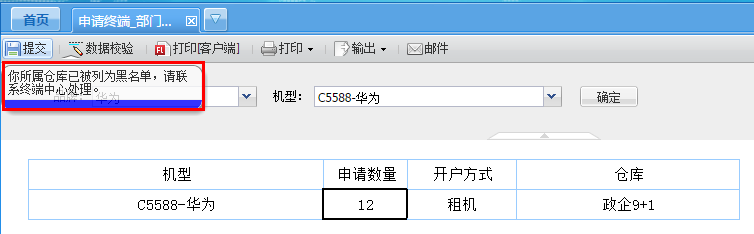 首页 申请终端_部门...
提交 数据校验 打印[客户端] 打印 输出 邮件
你所属仓库已被列为黑名单，请联
系终端中心处理。
品牌： 华为 机型： C5588-华为 确定
机型 申请数量 开户方式 仓库
C5588-华为 12 租机 政企9+1